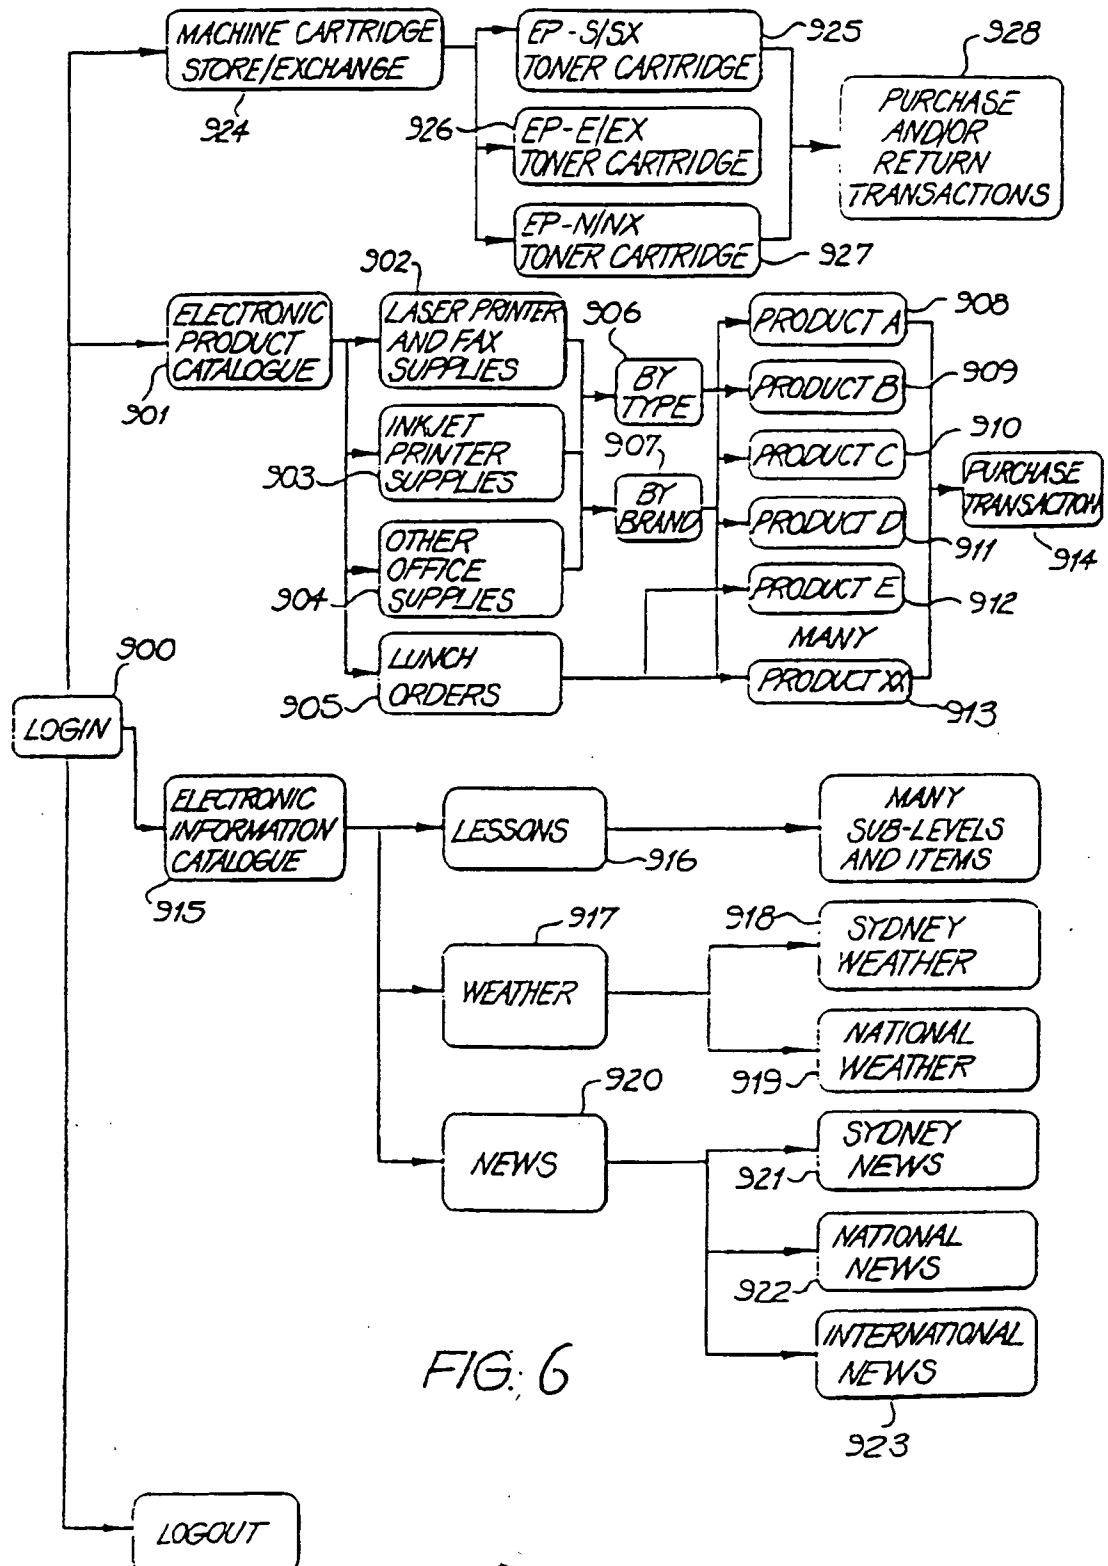 MACHINE CARTRIDGE
STORE/EXCHANGE
924
EP-S/SX
TONER CARTRIDGE
925
926
EP-E/EX
TONER CARTRIDGE
EP-N/NX
TONER CARTRIDGE
927
928
PURCHASE
AND/OR
RETURN
TRANSACTIONS
ELECTRONIC
PRODUCT
CATALOGUE
901
902
LASER PRINTER
AND FAX
SUPPLIES
INKJET
PRINTER
SUPPLIES
903
OTHER
OFFICE
SUPPLIES
904
LUNCH
ORDERS
905
906
BY
TYPE
907
BY
BRAND
PRODUCT A
908
PRODUCT B
909
PRODUCT C
910
PRODUCT D
911
PRODUCT E
912
MANY
PRODUCT XX
913
PURCHASE
TRANSACTION
914
900
LOGIN
ELECTRONIC
INFORMATION
CATALOGUE
915
LESSONS
916
MANY
SUB-LEVELS
AND ITEMS
917
WEATHER
918
SYDNEY
WEATHER
NATIONAL
WEATHER
919
920
NEWS
SYDNEY
NEWS
921
NATIONAL
NEWS
922
INTERNATIONAL
NEWS
923
FIG. 6
LOGOUT